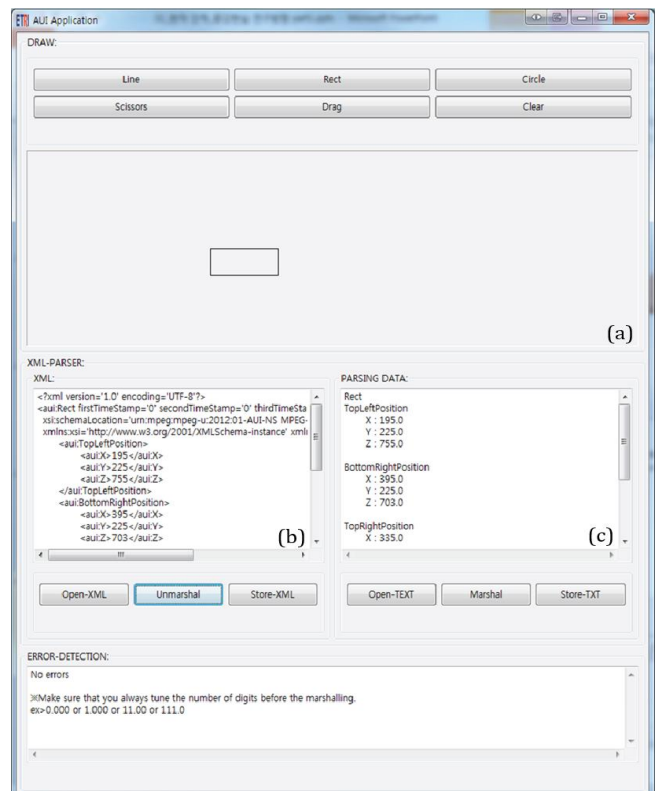 AUI Application
DRAW:
Line Rect Circle
Scissors Drag Clear
(a)
XML-PARSER:
XML:
<?xml version='1.0' encoding='UTF-8'?>
<aui:Rect firstTimeStamp='0' secondTimeStamp='0' thirdTimeSta
xsi:schemaLocation='urn:mpeg:mpeg-u:2012:01-AUI-NS MPEG-
xmlns:xsi='http://www.w3.org/2001/XMLSchema-instance' xmln
<aui:TopLeftPosition>
<aui:X>195</aui:X>
<aui:Y>225</aui:Y>
<aui:Z>755</aui:Z>
</aui:TopLeftPosition>
<aui:BottomRightPosition>
<aui:X>395</aui:X>
<aui:Y>225</aui:Y>
<aui:Z>703</aui:Z>
(b)
Open-XML Unmarshal Store-XML
PARSING DATA:
Rect
TopLeftPosition
X : 195.0
Y : 225.0
Z : 755.0
BottomRightPosition
X : 395.0
Y : 225.0
Z : 703.0
TopRightPosition
X : 335.0
(c)
Open-TEXT Marshal Store-TXT
ERROR-DETECTION:
No errors
※Make sure that you always tune the number of digits before the marshalling.
ex>0.000 or 1.000 or 11.00 or 111.0